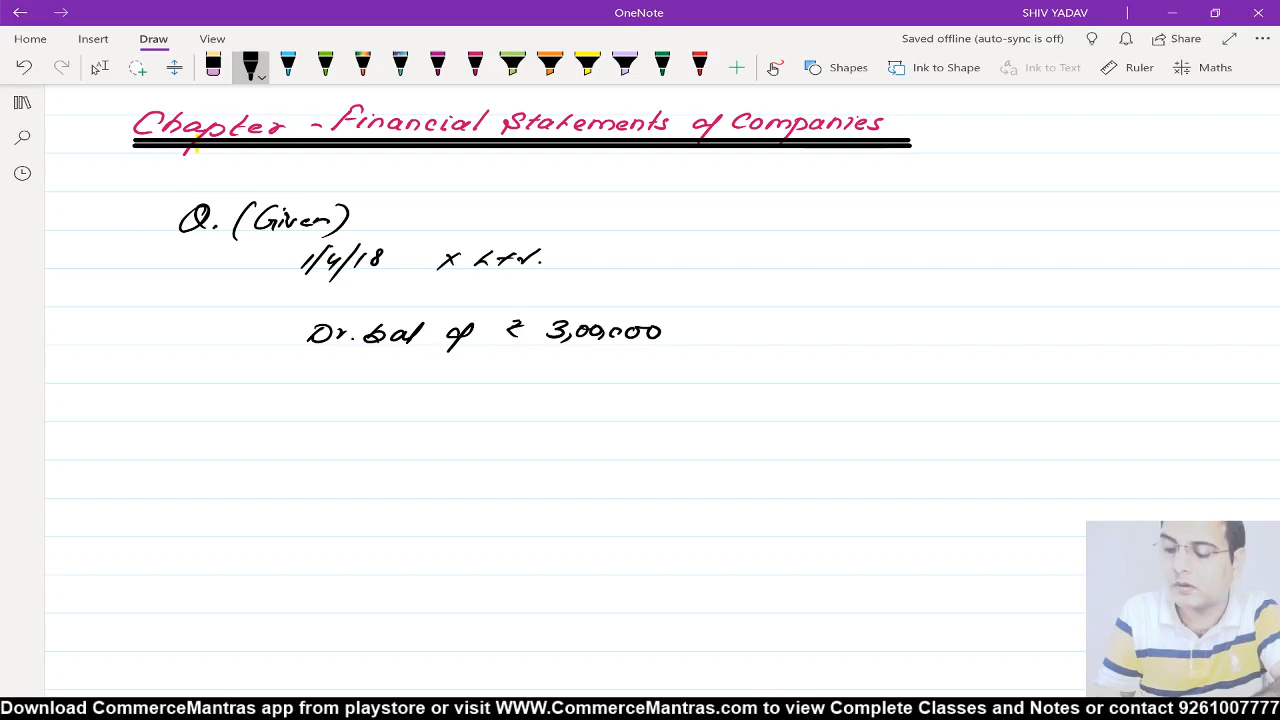 OneNote
SHIV YADAV
Home Insert Draw View
Saved offline (auto-sync is off)
Share
Shapes
Ink to Shape
Ink to Text
Ruler
Maths
Chapter - Financial Statements of Companies
Q. (Given)
1/4/18 X Ltd.
Dr. bal of ₹ 3,00,000
Download CommerceMantras app from playstore or visit WWW.CommerceMantras.com to view Complete Classes and Notes or contact 9261007777